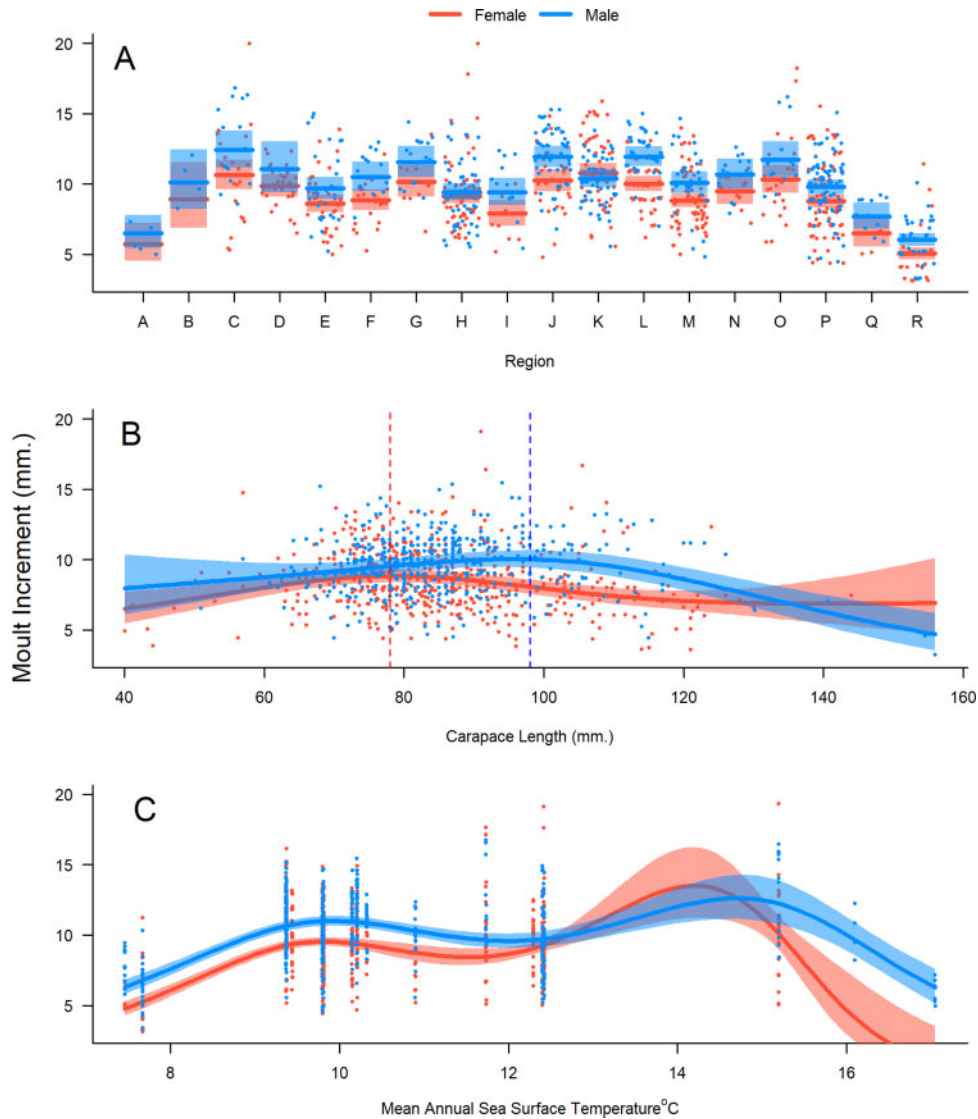 Female Male
A
20
15
10
5
A B C D E F G H I J K L M N O P Q R
Region
B
20
15
10
5
40 60 80 100 120 140 160
Carapace Length (mm.)
Moult Increment (mm.)
C
20
15
10
5
8 10 12 14 16
Mean Annual Sea Surface Temperature°C